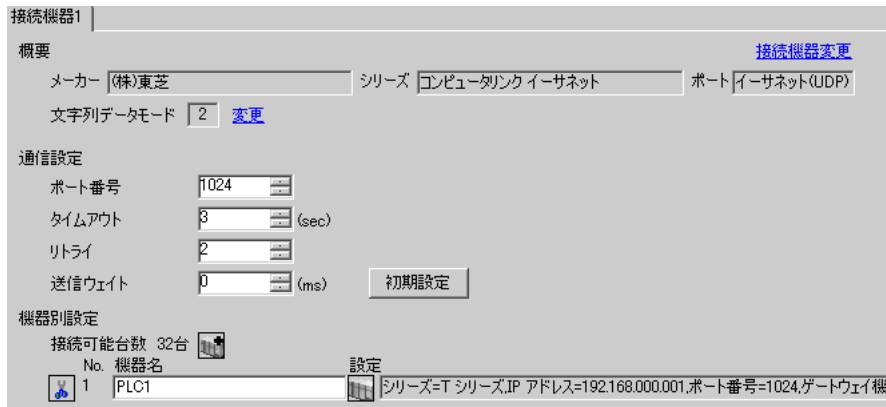 接続機器1
概要 接続機器変更
メーカー (株)東芝 シリーズ コンピュータリンク イーサネット ポート イーサネット(UDP)
文字列データモード 2 変更
通信設定
ポート番号 1024
タイムアウト 3 (sec)
リトライ 2
送信ウェイト 0 (ms) 初期設定
機器別設定
接続可能台数 32台
No. 機器名 設定
1 PLC1 シリーズ=T シリーズ,IP アドレス=192.168.000.001,ポート番号=1024,ゲートウェイ機